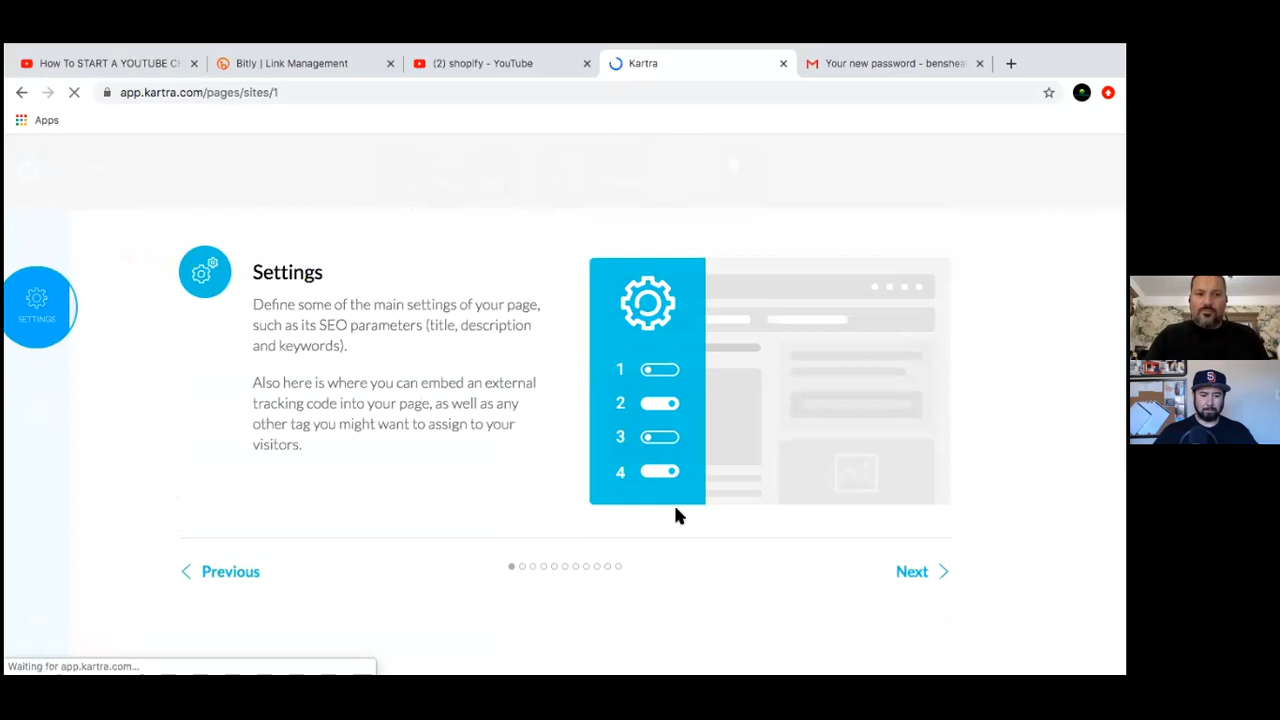 How To START A YOUTUBE C
Bitly | Link Management
(2) shopify - YouTube
Kartra
Your new password - benshea
app.kartra.com/pages/sites/1
Apps
SETTINGS
Settings
Define some of the main settings of your page,
such as its SEO parameters (title, description
and keywords).
Also here is where you can embed an external
tracking code into your page, as well as any
other tag you might want to assign to your
visitors.
1
2
3
4
Previous
Next
Waiting for app.kartra.com...